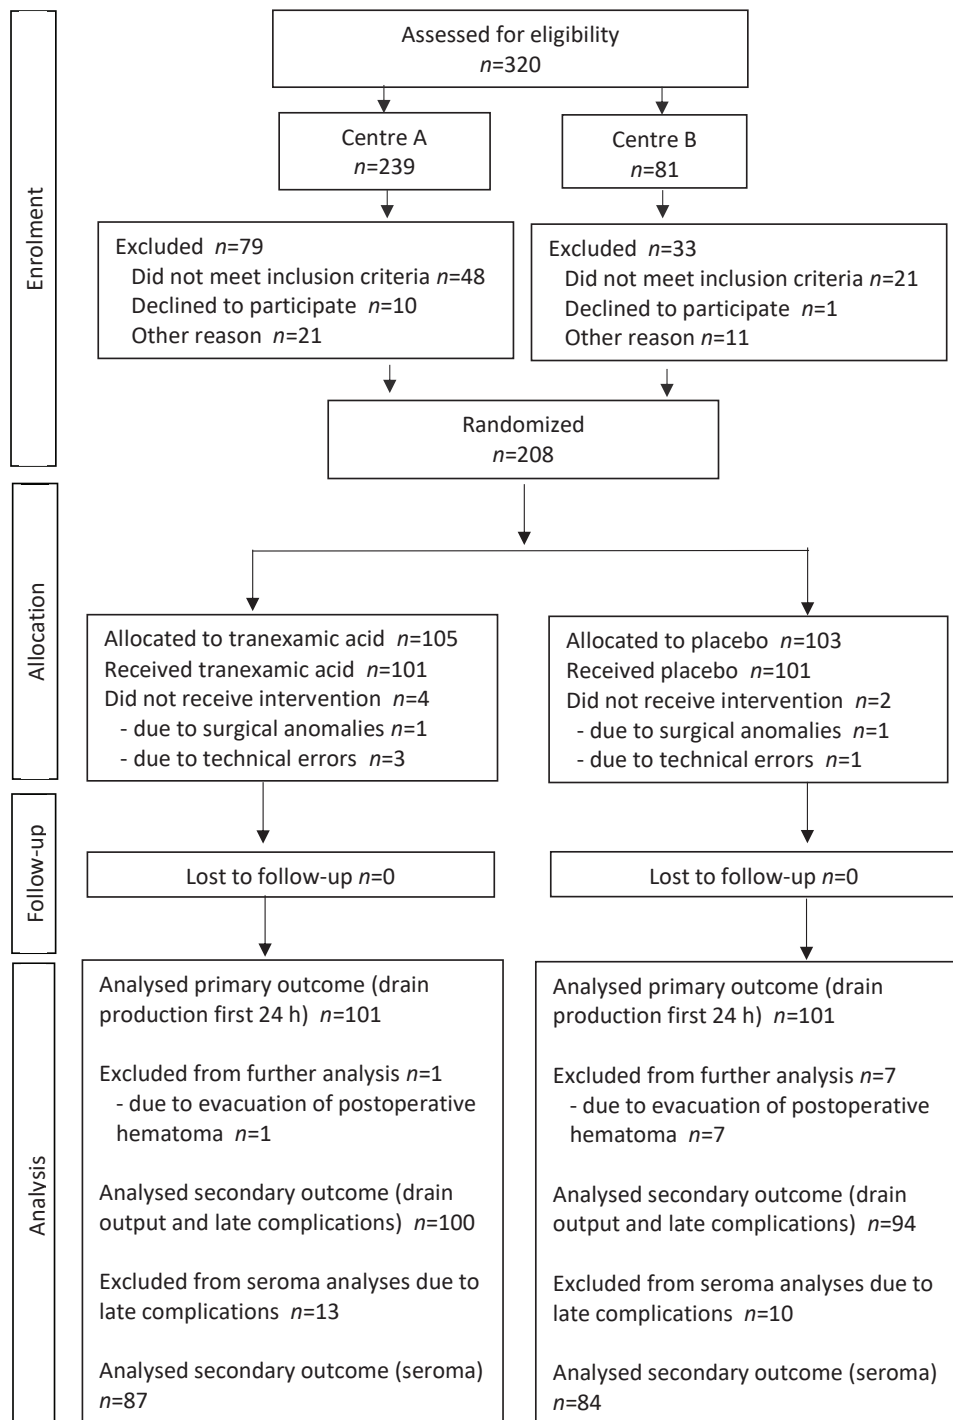 Assessed for eligibility
n=320
Centre A
n=239
Centre B
n=81
Enrolment
Excluded n=79
Did not meet inclusion criteria n=48
Declined to participate n=10
Other reason n=21
Excluded n=33
Did not meet inclusion criteria n=21
Declined to participate n=1
Other reason n=11
Randomized
n=208
Allocation
Allocated to tranexamic acid n=105
Received tranexamic acid n=101
Did not receive intervention n=4
- due to surgical anomalies n=1
- due to technical errors n=3
Allocated to placebo n=103
Received placebo n=101
Did not receive intervention n=2
- due to surgical anomalies n=1
- due to technical errors n=1
Follow-up
Lost to follow-up n=0
Lost to follow-up n=0
Analysis
Analysed primary outcome (drain
production first 24 h) n=101
Excluded from further analysis n=1
- due to evacuation of postoperative
hematoma n=1
Analysed secondary outcome (drain
output and late complications) n=100
Excluded from seroma analyses due to
late complications n=13
Analysed secondary outcome (seroma)
n=87
Analysed primary outcome (drain
production first 24 h) n=101
Excluded from further analysis n=7
- due to evacuation of postoperative
hematoma n=7
Analysed secondary outcome (drain
output and late complications) n=94
Excluded from seroma analyses due to
late complications n=10
Analysed secondary outcome (seroma)
n=84